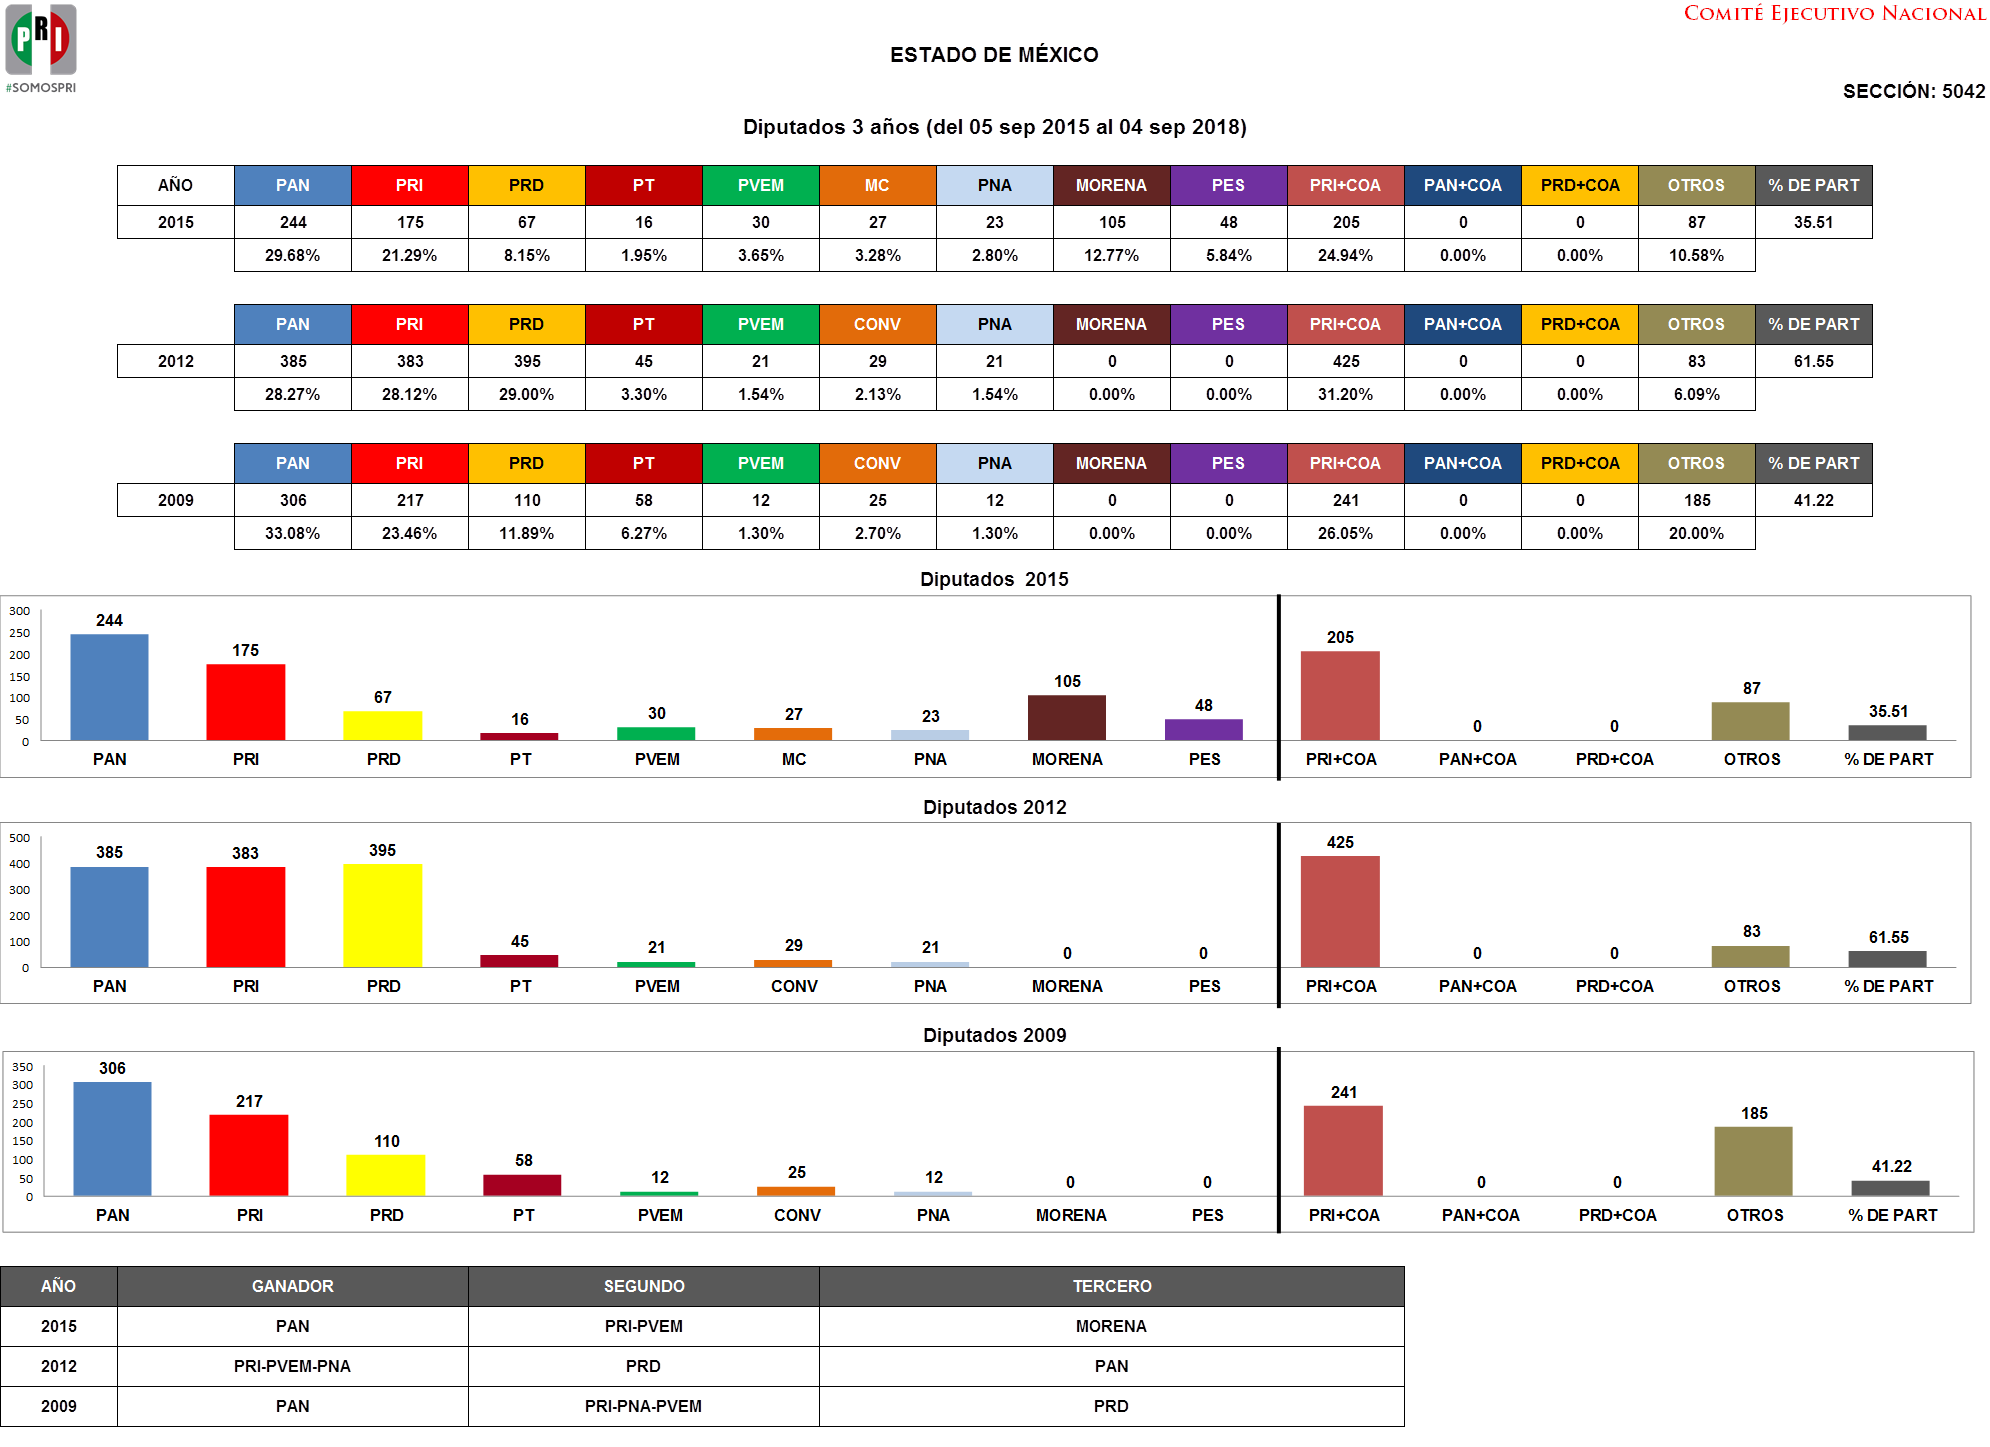 PRI
#SOMOSPRI
COMITÉ EJECUTIVO NACIONAL
ESTADO DE MÉXICO
SECCIÓN: 5042
Diputados 3 años (del 05 sep 2015 al 04 sep 2018)
AÑO PAN PRI PRD PT PVEM MC PNA MORENA PES PRI+COA PAN+COA PRD+COA OTROS % DE PART
2015 244 175 67 16 30 27 23 105 48 205 0 0 87 35.51
29.68% 21.29% 8.15% 1.95% 3.65% 3.28% 2.80% 12.77% 5.84% 24.94% 0.00% 0.00% 10.58%
PAN PRI PRD PT PVEM CONV PNA MORENA PES PRI+COA PAN+COA PRD+COA OTROS % DE PART
2012 385 383 395 45 21 29 21 0 0 425 0 0 83 61.55
28.27% 28.12% 29.00% 3.30% 1.54% 2.13% 1.54% 0.00% 0.00% 31.20% 0.00% 0.00% 6.09%
PAN PRI PRD PT PVEM CONV PNA MORENA PES PRI+COA PAN+COA PRD+COA OTROS % DE PART
2009 306 217 110 58 12 25 12 0 0 241 0 0 185 41.22
33.08% 23.46% 11.89% 6.27% 1.30% 2.70% 1.30% 0.00% 0.00% 26.05% 0.00% 0.00% 20.00%
Diputados 2015
300
250
200
150
100
50
0
244 175 67 16 30 27 23 105 48 205 0 0 87 35.51
PAN PRI PRD PT PVEM MC PNA MORENA PES PRI+COA PAN+COA PRD+COA OTROS % DE PART
Diputados 2012
500
400
300
200
100
0
385 383 395 45 21 29 21 0 0 425 0 0 83 61.55
PAN PRI PRD PT PVEM CONV PNA MORENA PES PRI+COA PAN+COA PRD+COA OTROS % DE PART
Diputados 2009
350
300
250
200
150
100
50
0
306 217 110 58 12 25 12 0 0 241 0 0 185 41.22
PAN PRI PRD PT PVEM CONV PNA MORENA PES PRI+COA PAN+COA PRD+COA OTROS % DE PART
AÑO GANADOR SEGUNDO TERCERO
2015 PAN PRI-PVEM MORENA
2012 PRI-PVEM-PNA PRD PAN
2009 PAN PRI-PNA-PVEM PRD